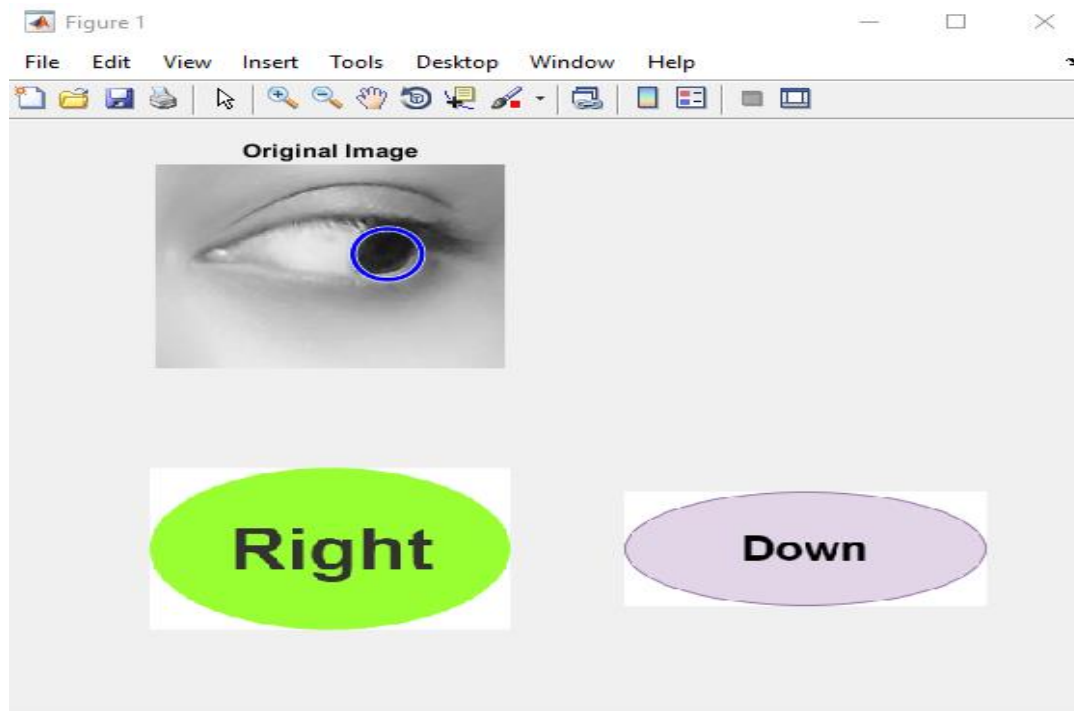 Figure 1
File Edit View Insert Tools Desktop Window Help
Original Image
Right
Down